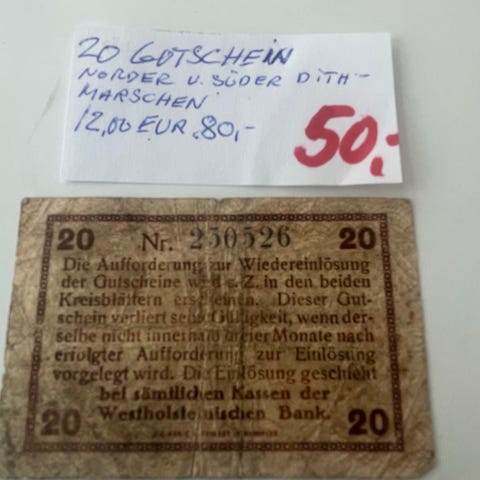 20 GUTSCHEIN
NORDER U. SÜDER DITH-
MARSCHEN
12,00 EUR 80,-
50,-
20 Nr. 250526 20
Die Aufforderung zur Wiedereinlösung
der Gutscheine wird s. Z. in den beiden
Kreisblättern erscheinen. Dieser Gut-
schein verliert seine Gültigkeit, wenn der-
selbe nicht innerhalb dreier Monate nach
erfolgter Aufforderung zur Einlösung
vorgelegt wird. Die Einlösung geschieht
bei sämtlichen Kassen der
Westholsteinischen Bank.
20 20